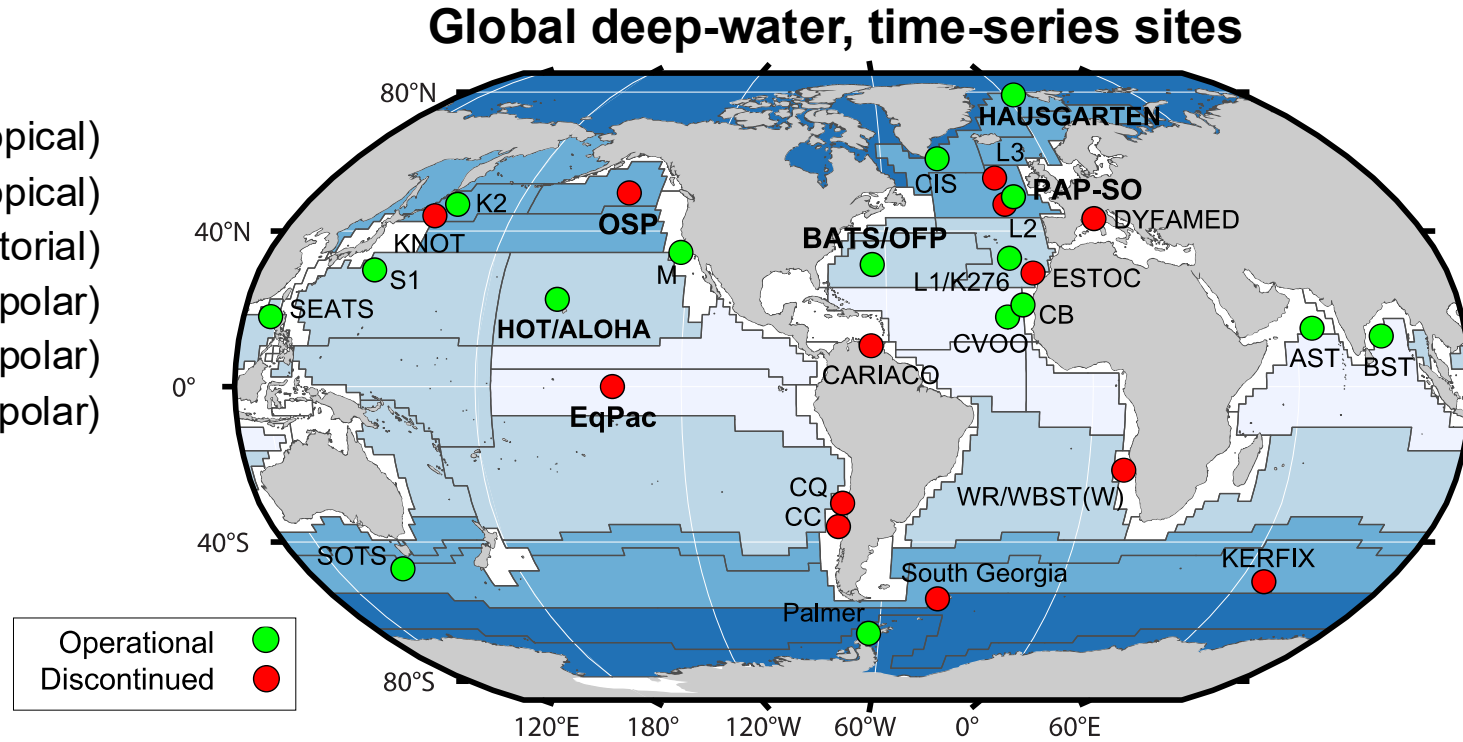 Global deep-water, time-series sites
80°N
HAUSGARTEN
opical)
L3
CIS
opical)
K2
PAP-SO
OSP
DYFAMED
40°N
KNOT
L2
BATS/OFP
torial)
M
S1
L1/K276
ESTOC
polar)
SEATS
HOT/ALOHA
CB
CVOO
AST
BST
polar)
CARIACO
0°
polar)
EqPac
CQ
WR/WBST(W)
CC
40°S
SOTS
KERFIX
South Georgia
Palmer
Operational
Discontinued
80°S
120°E 180° 120°W 60°W 0° 60°E